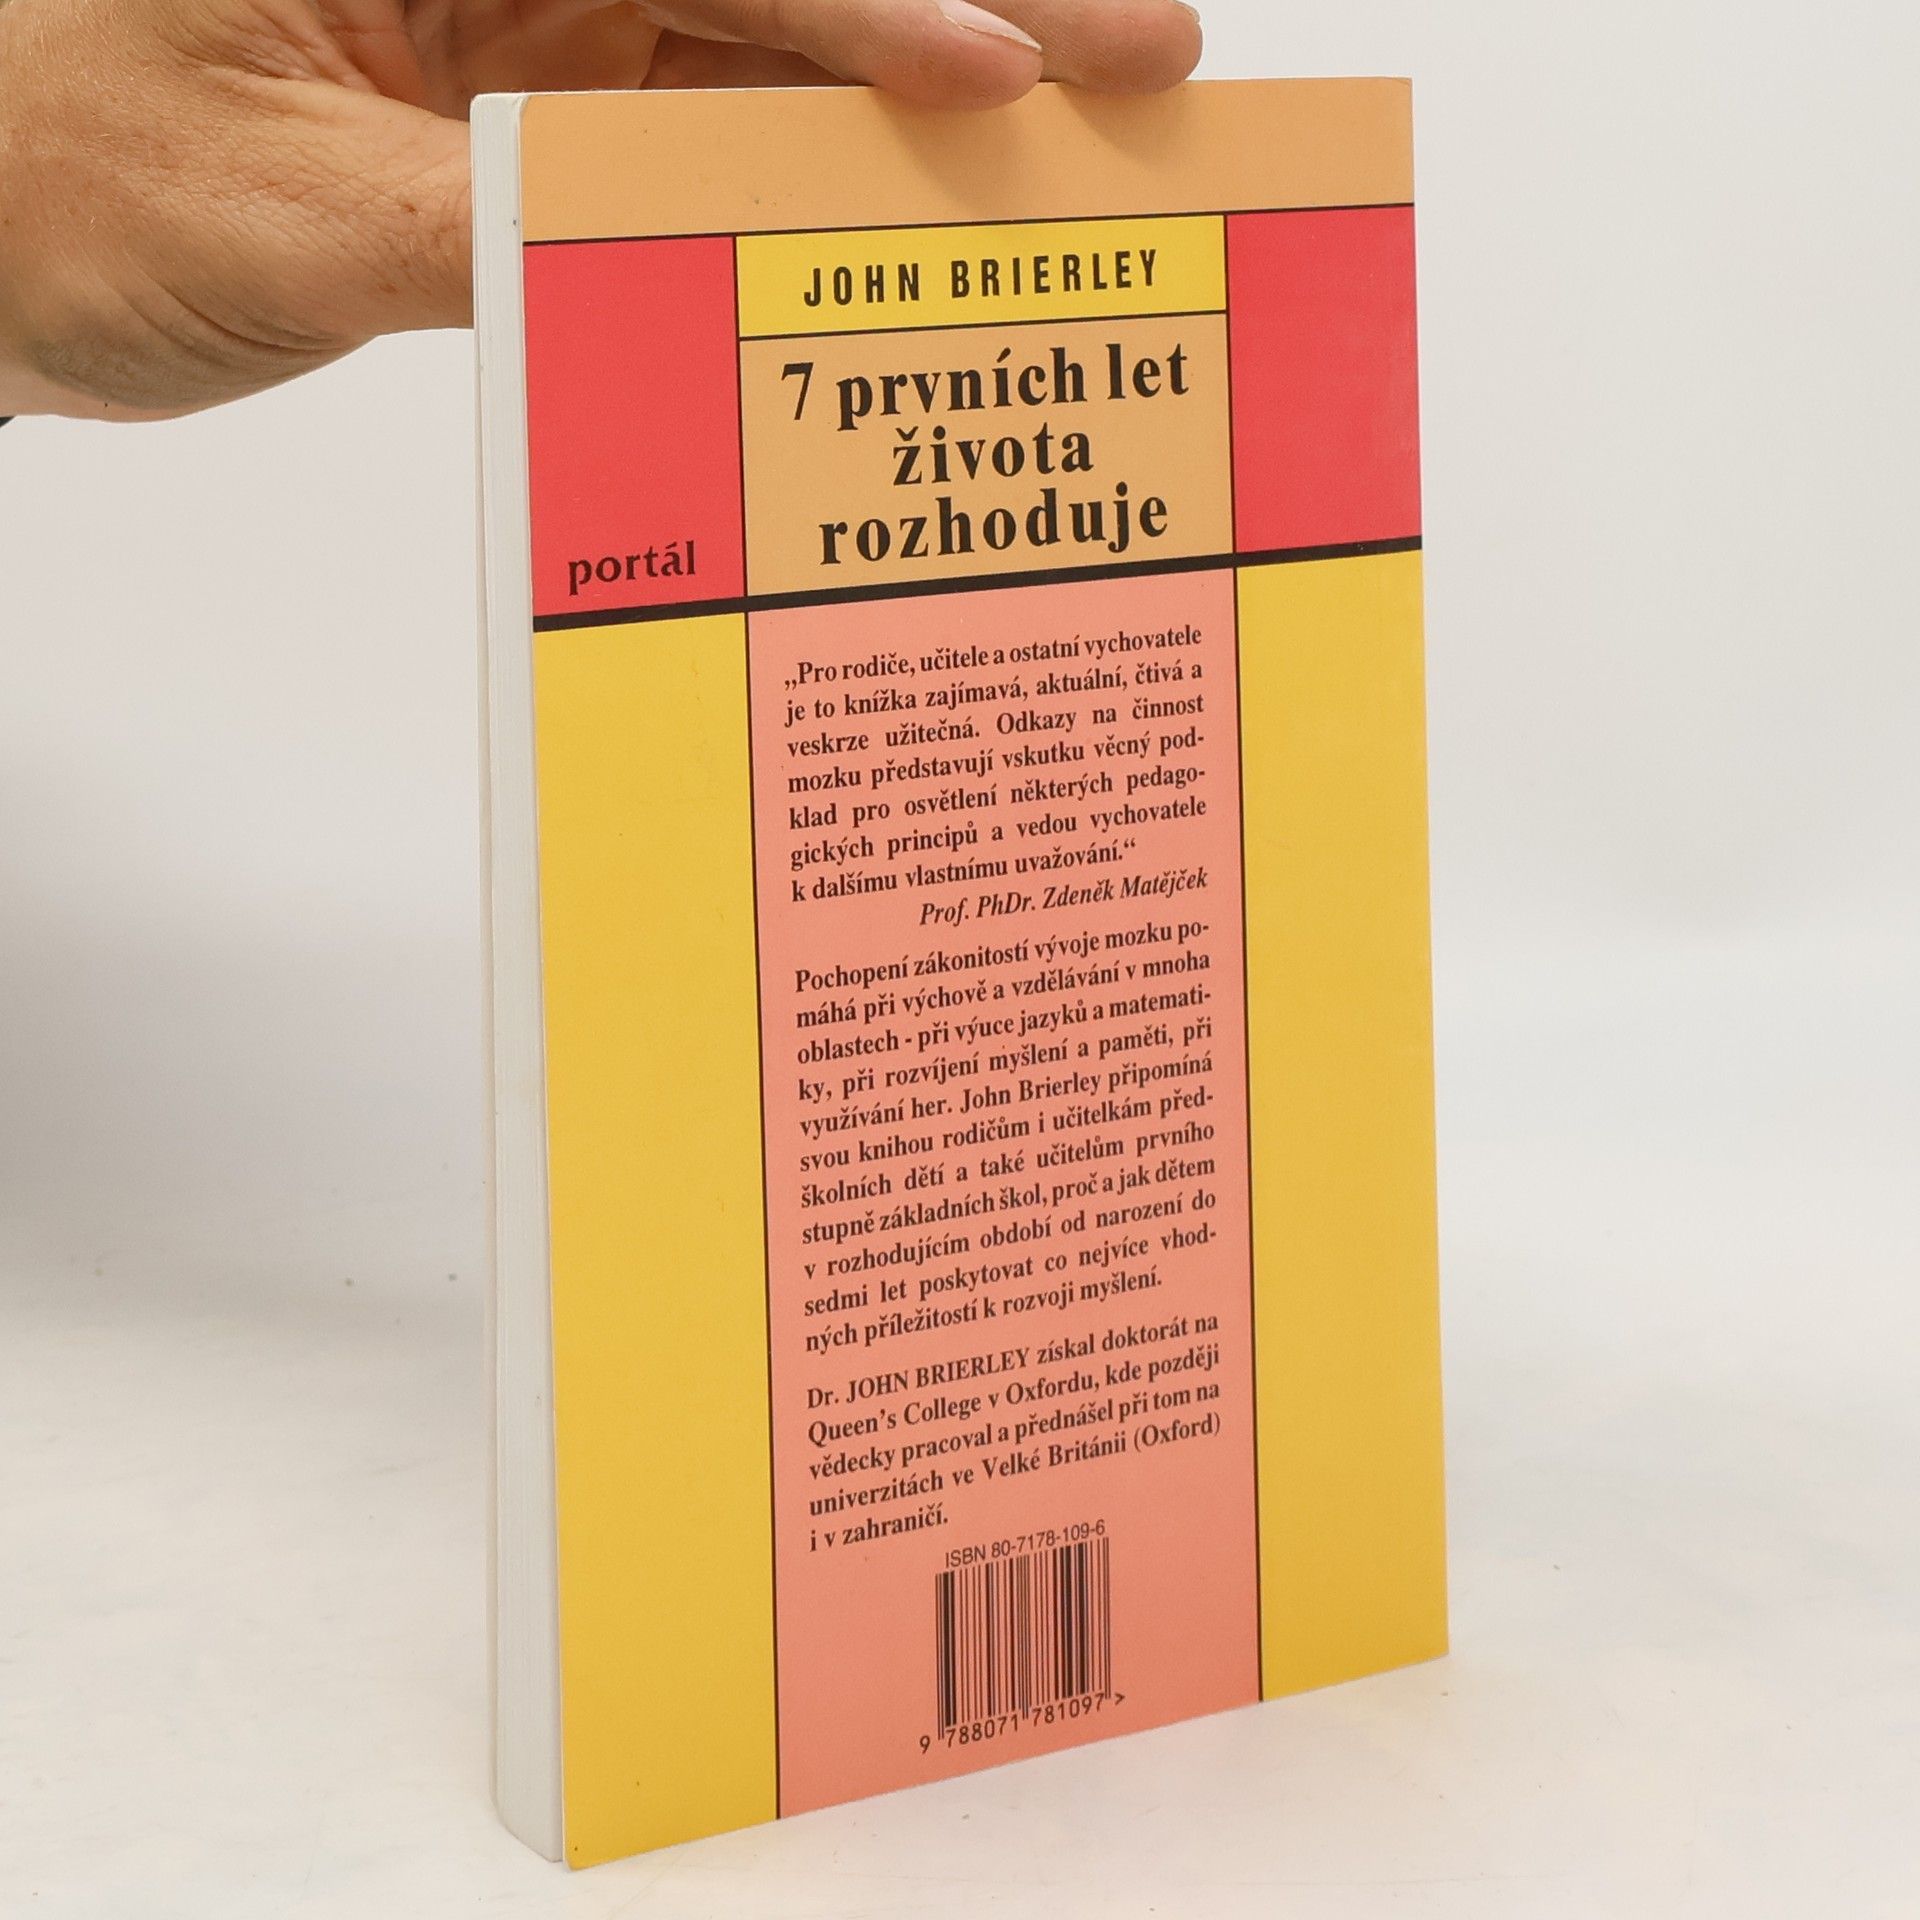 JOHN BRIERLEY
7 prvních let
života
rozhoduje
portál
„Pro rodiče, učitele a ostatní vychovatele
je to knížka zajímavá, aktuální, čtivá a
veskrze užitečná. Odkazy na činnost
mozku představují vskutku věcný pod-
klad pro osvětlení některých pedago-
gických principů a vedou vychovatele
k dalšímu vlastnímu uvažování.“
Prof. PhDr. Zdeněk Matějček
Pochopení zákonitostí vývoje mozku po-
máhá při výchově a vzdělávání v mnoha
oblastech - při výuce jazyků a matemati-
ky, při rozvíjení myšlení a paměti, při
využívání her. John Brierley připomíná
svou knihou rodičům i učitelkám před-
školních dětí a také učitelům prvního
stupně základních škol, proč a jak dětem
v rozhodujícím období od narození do
sedmi let poskytovat co nejvíce vhod-
ných příležitostí k rozvoji myšlení.
Dr. JOHN BRIERLEY získal doktorát na
Queen’s College v Oxfordu, kde později
vědecky pracoval a přednášel při tom na
univerzitách ve Velké Británii (Oxford)
i v zahraničí.
ISBN 80-7178-109-6
9 788071 781097 >